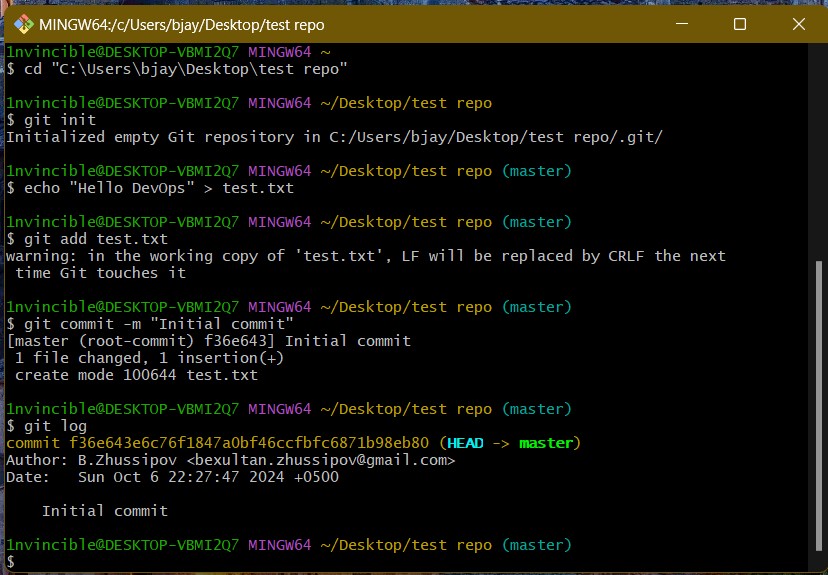 MINGW64:/c/Users/bjay/Desktop/test repo
1nvincible@DESKTOP-VBMI2Q7 MINGW64 ~
$ cd "C:\Users\bjay\Desktop\test repo"
1nvincible@DESKTOP-VBMI2Q7 MINGW64 ~/Desktop/test repo
$ git init
Initialized empty Git repository in C:/Users/bjay/Desktop/test repo/.git/
1nvincible@DESKTOP-VBMI2Q7 MINGW64 ~/Desktop/test repo (master)
$ echo "Hello DevOps" > test.txt
1nvincible@DESKTOP-VBMI2Q7 MINGW64 ~/Desktop/test repo (master)
$ git add test.txt
warning: in the working copy of 'test.txt', LF will be replaced by CRLF the next
 time Git touches it
1nvincible@DESKTOP-VBMI2Q7 MINGW64 ~/Desktop/test repo (master)
$ git commit -m "Initial commit"
[master (root-commit) f36e643] Initial commit
 1 file changed, 1 insertion(+)
 create mode 100644 test.txt
1nvincible@DESKTOP-VBMI2Q7 MINGW64 ~/Desktop/test repo (master)
$ git log
commit f36e643e6c76f1847a0bf46ccfbfc6871b98eb80 (HEAD -> master)
Author: B.Zhussipov <bexultan.zhussipov@gmail.com>
Date:   Sun Oct 6 22:27:47 2024 +0500
    Initial commit
1nvincible@DESKTOP-VBMI2Q7 MINGW64 ~/Desktop/test repo (master)
$